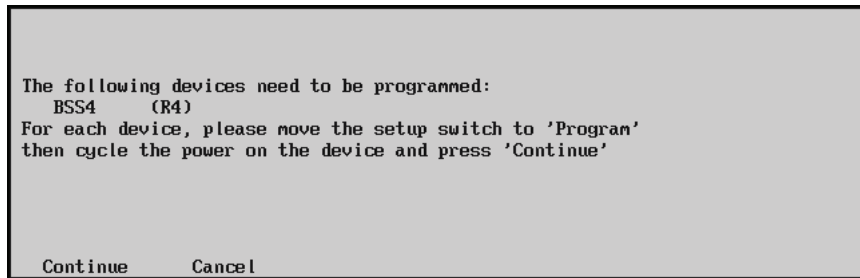 The following devices need to be programmed:
BSS4 (R4)
For each device, please move the setup switch to 'Program'
then cycle the power on the device and press 'Continue'
Continue Cancel